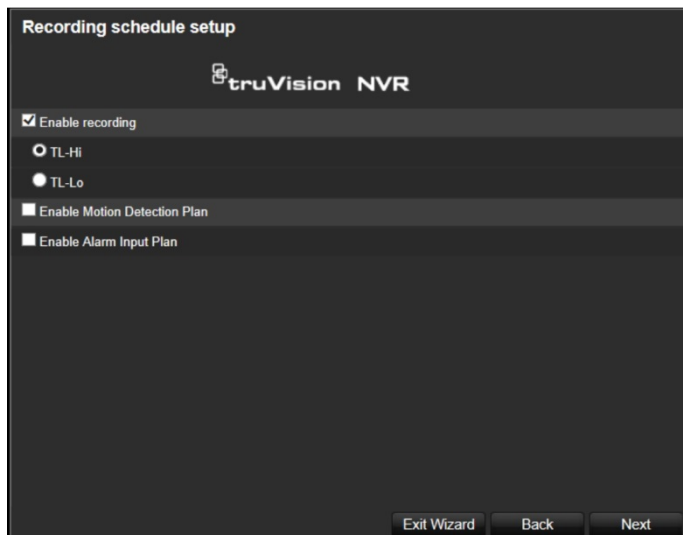 Recording schedule setup
truVision NVR
Enable recording
TL-Hi
TL-Lo
Enable Motion Detection Plan
Enable Alarm Input Plan
Exit Wizard Back Next